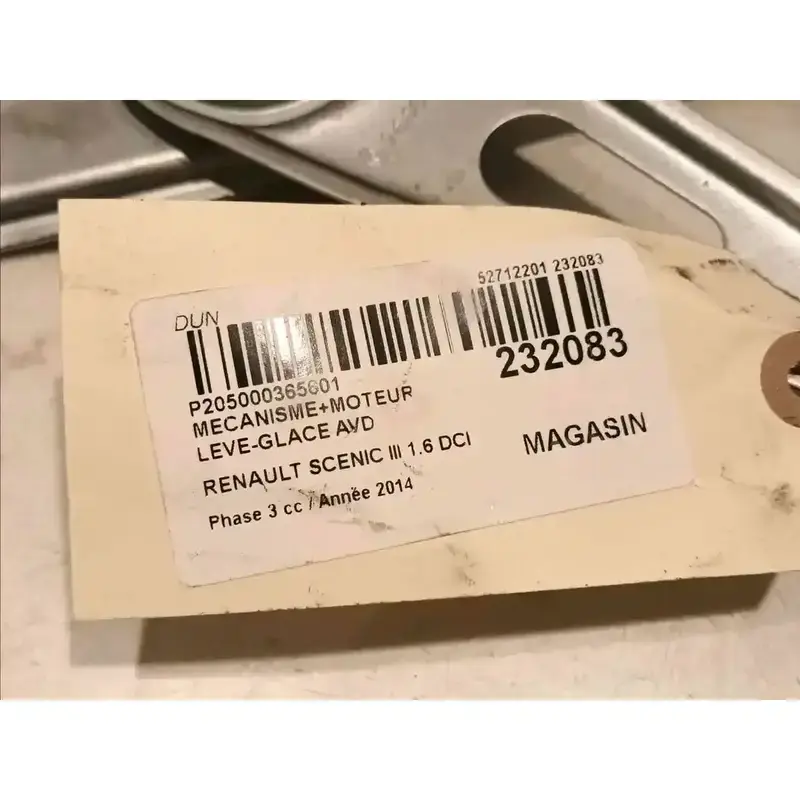 DUN
52712201 232083
P205000365601
232083
MECANISME+MOTEUR
LEVE-GLACE AVD
MAGASIN
RENAULT SCENIC III 1.6 DCI
Phase 3 cc / Année 2014